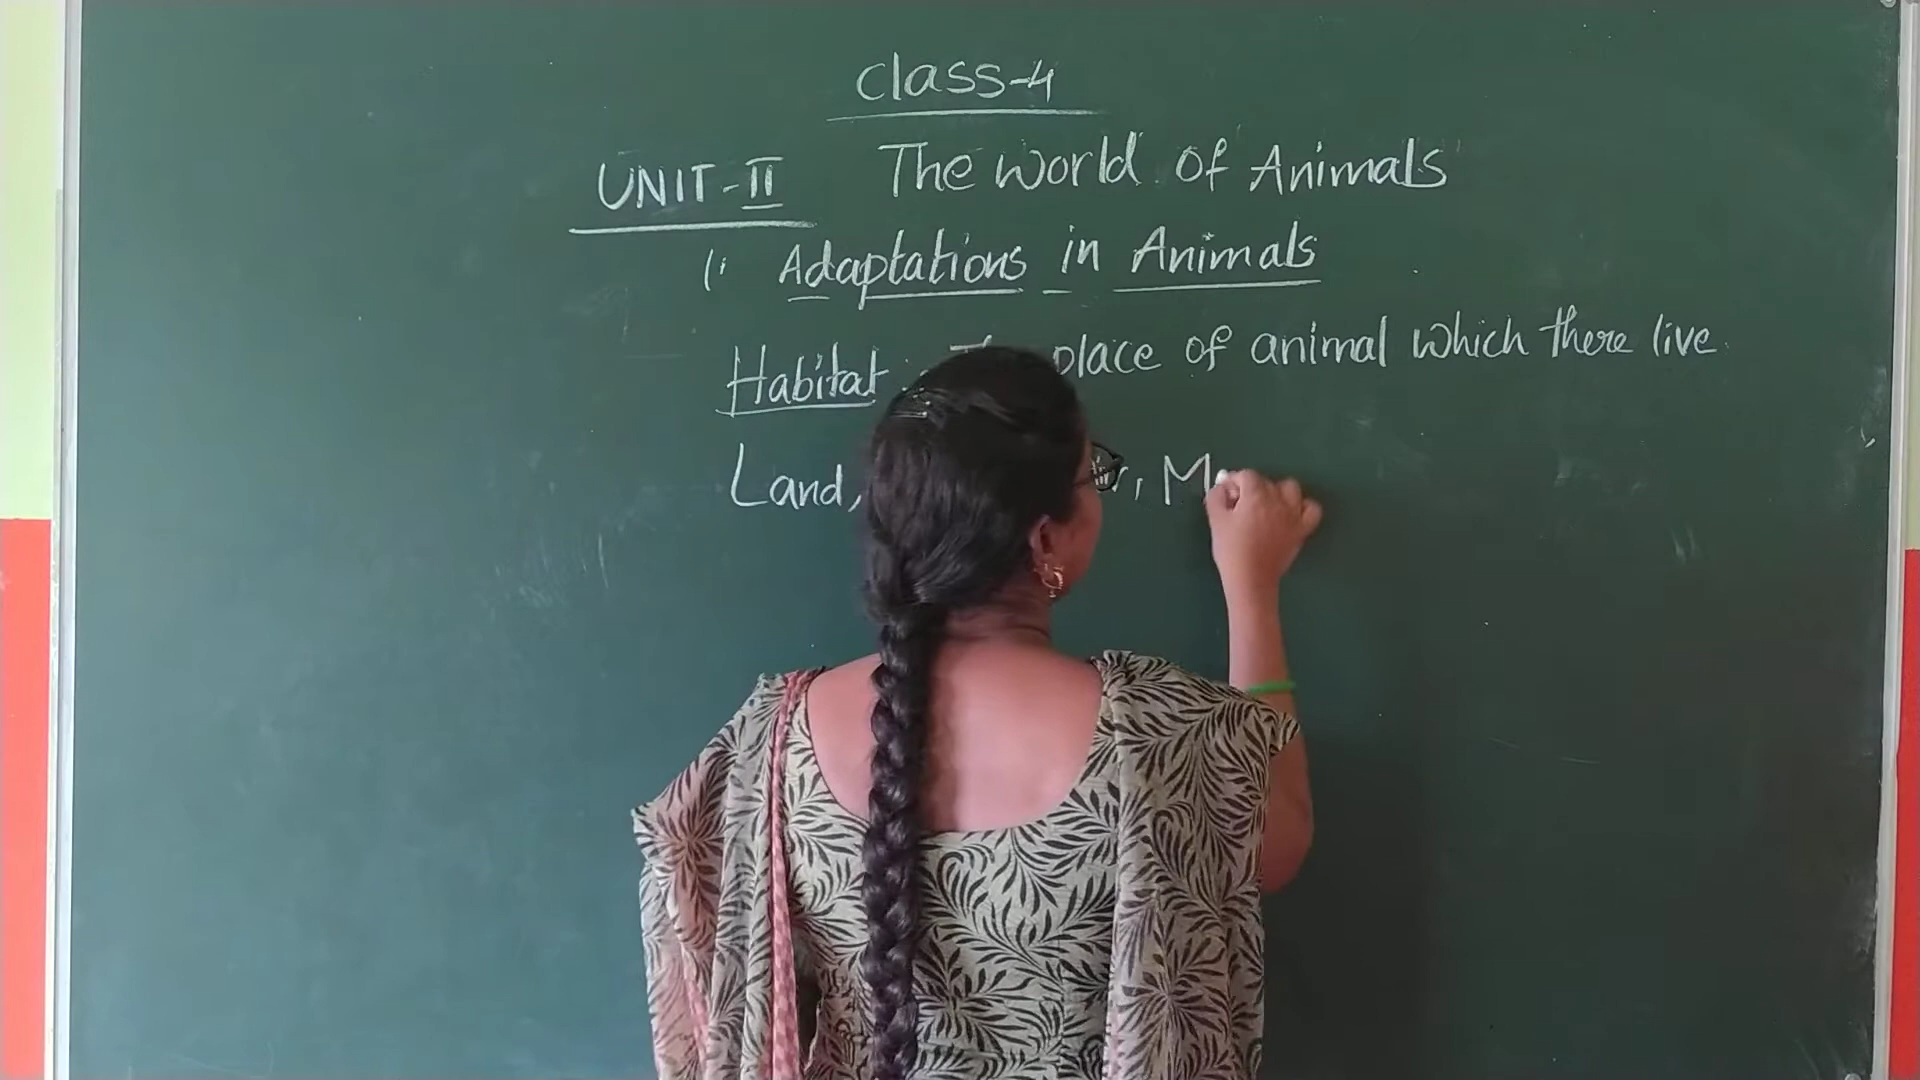 Class-4
UNIT-II The World of Animals
1. Adaptations in Animals
Habitat place of animal which there live
Land,